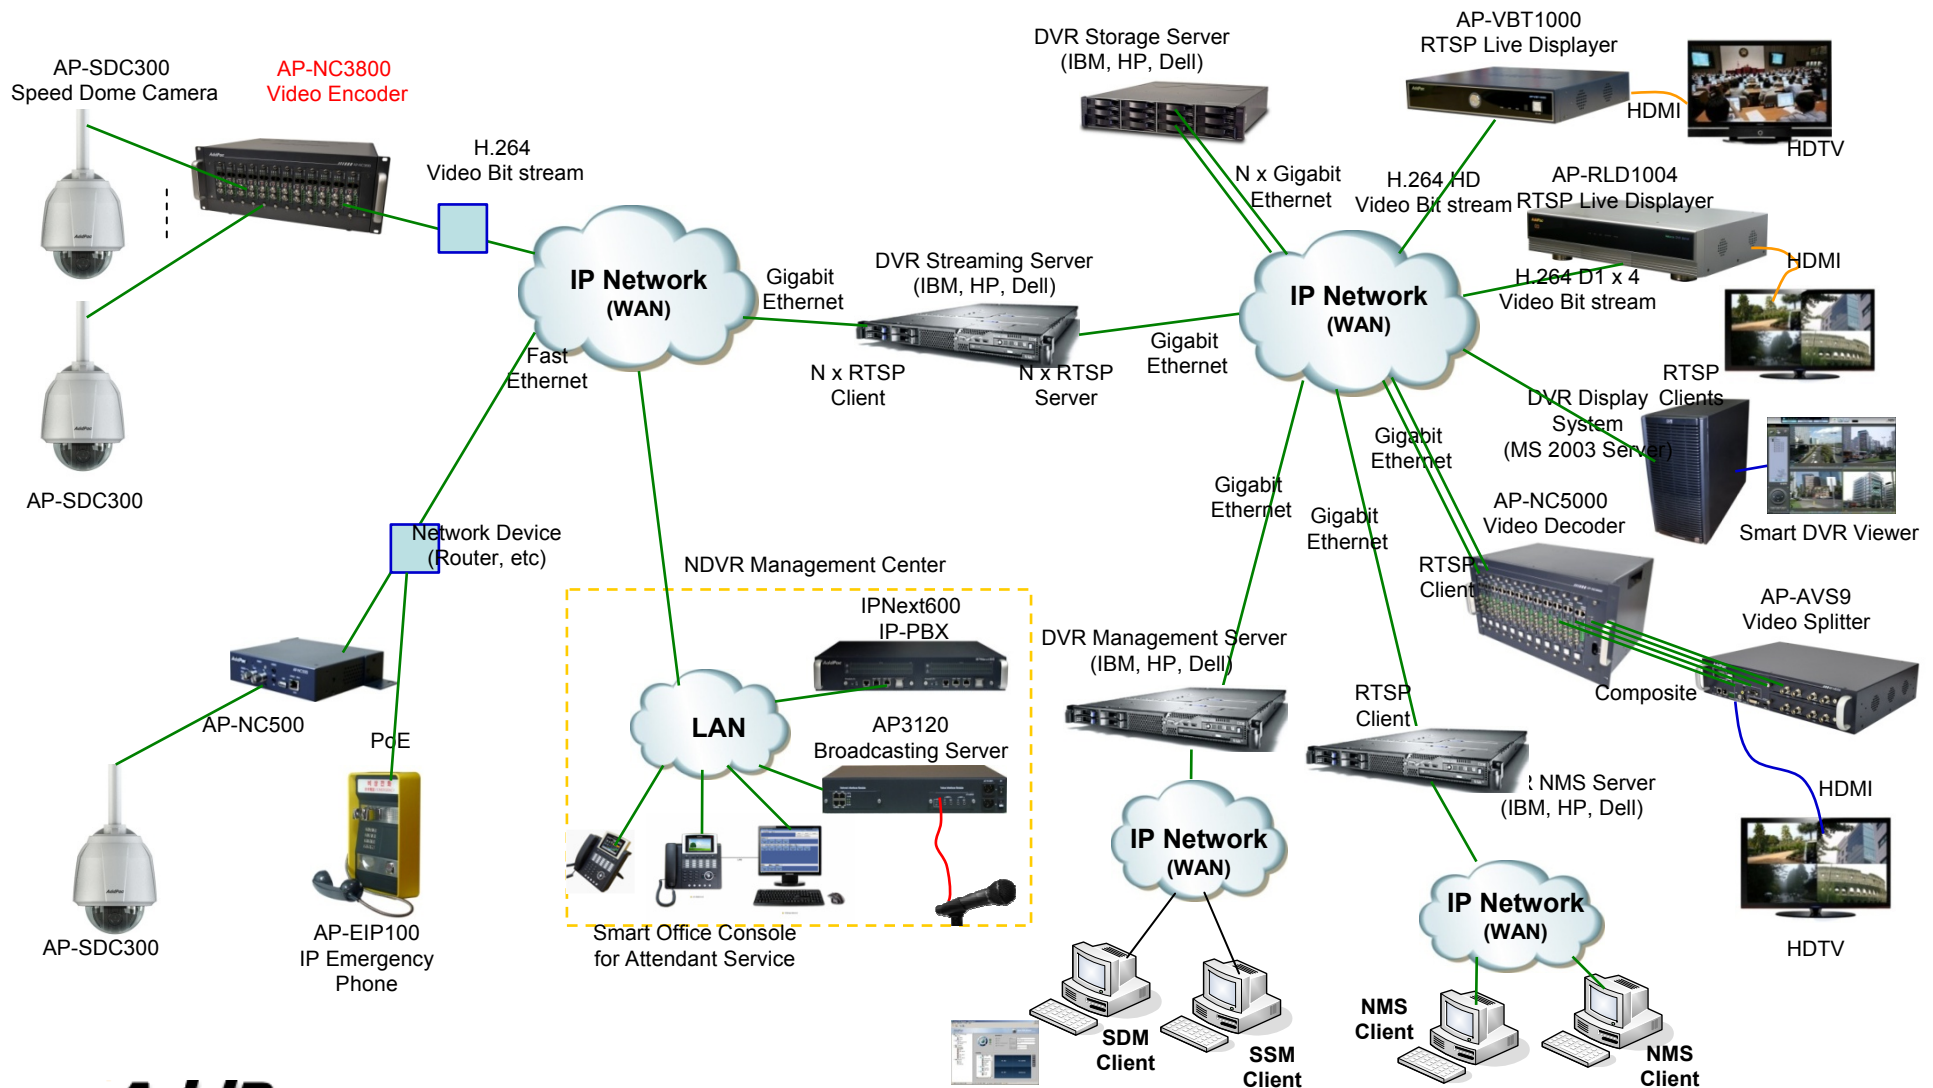 AP-SDC300
Speed Dome Camera
AP-NC3800
Video Encoder
H.264
Video Bit stream
DVR Storage Server
(IBM, HP, Dell)
AP-VBT1000
RTSP Live Displayer
HDMI
HDTV
N x Gigabit
Ethernet
H.264 HD
Video Bit stream
AP-RLD1004
RTSP Live Displayer
HDMI
H.264 D1 x 4
Video Bit stream
IP Network
(WAN)
Gigabit
Ethernet
DVR Streaming Server
(IBM, HP, Dell)
N x RTSP
Client
N x RTSP
Server
Gigabit
Ethernet
IP Network
(WAN)
Fast
Ethernet
AP-SDC300
RTSP
Clients
DVR Display
System
(MS 2003 Server)
Smart DVR Viewer
Gigabit
Ethernet
Gigabit
Ethernet
Gigabit
Ethernet
AP-NC5000
Video Decoder
RTSP
Client
Network Device
(Router, etc)
NDVR Management Center
IPNext600
IP-PBX
AP-AVS9
Video Splitter
Composite
DVR Management Server
(IBM, HP, Dell)
RTSP
Client
AP-NC500
PoE
LAN
AP3120
Broadcasting Server
NMS Server
(IBM, HP, Dell)
HDMI
HDTV
IP Network
(WAN)
IP Network
(WAN)
AP-SDC300
AP-EIP100
IP Emergency
Phone
Smart Office Console
for Attendant Service
SDM
Client
SSM
Client
NMS
Client
NMS
Client